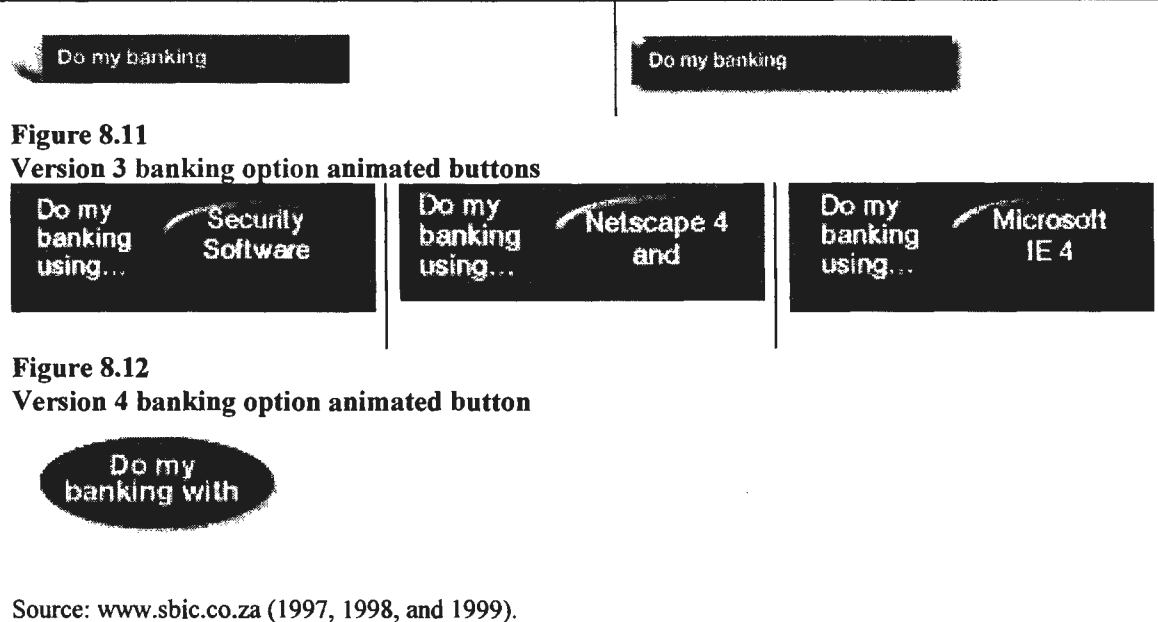 Do my banking
Do my banking
Figure 8.11
Version 3 banking option animated buttons
Do my
banking
using...
Security
Software
Do my
banking
using...
Netscape 4
and
Do my
banking
using...
Microsoft
IE 4
Figure 8.12
Version 4 banking option animated button
Do my
banking with
Source: www.sbic.co.za (1997, 1998, and 1999).